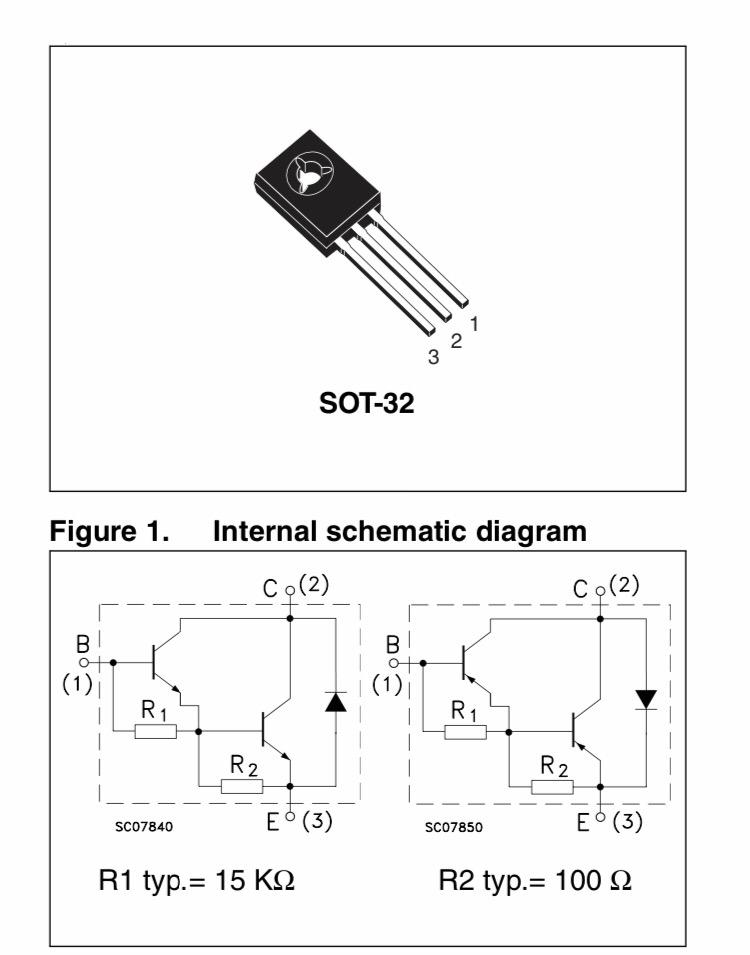 1
2
3
SOT-32
Figure 1. Internal schematic diagram
C (2)
B
(1)
R1
R2
E (3)
SC07840
C (2)
B
(1)
R1
R2
E (3)
SC07850
R1 typ.= 15 KΩ
R2 typ.= 100 Ω